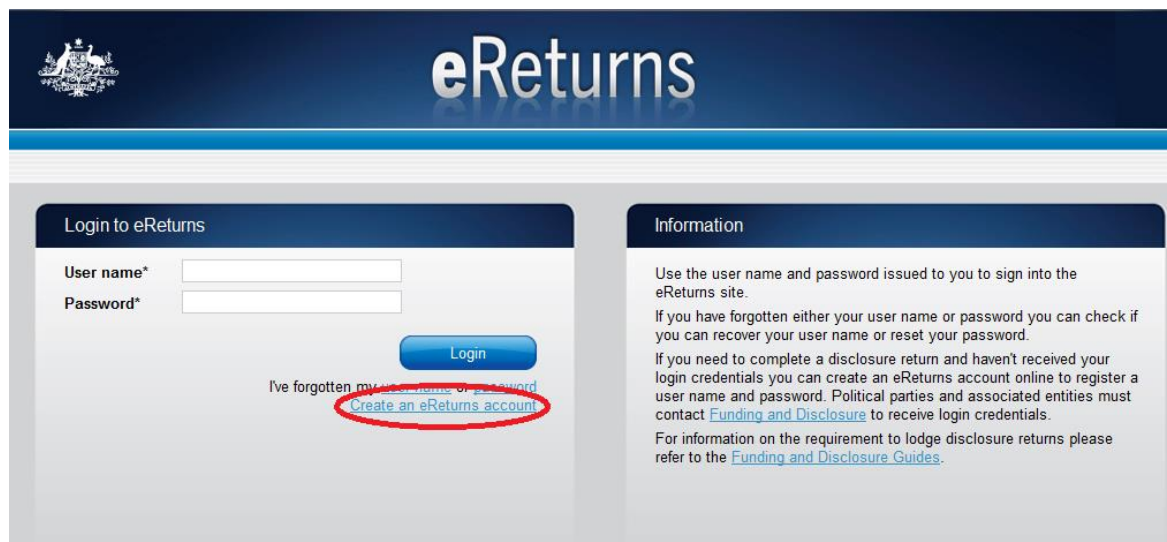 eReturns
Login to eReturns
User name*
Password*
Login
I've forgotten my user name or password
Create an eReturns account
Information
Use the user name and password issued to you to sign into the
eReturns site.
If you have forgotten either your user name or password you can check if
you can recover your user name or reset your password.
If you need to complete a disclosure return and haven't received your
login credentials you can create an eReturns account online to register a
user name and password. Political parties and associated entities must
contact Funding and Disclosure to receive login credentials.
For information on the requirement to lodge disclosure returns please
refer to the Funding and Disclosure Guides.